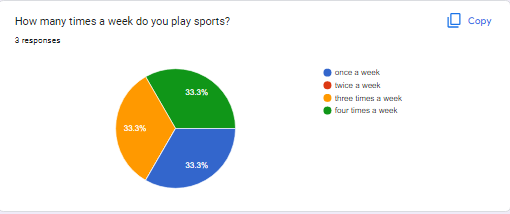 How many times a week do you play sports?
Copy
3 responses
33.3%
33.3%
33.3%
once a week
twice a week
three times a week
four times a week